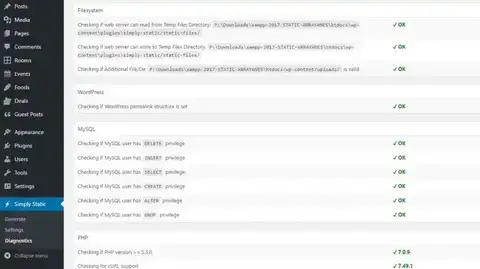 Posts
Media
Pages
Comments
Rooms
Events
Foods
Deals
Guest Posts
Appearance
Plugins
Users
Tools
Settings
Simply Static
Generate
Settings
Diagnostics
Collapse menu
Filesystem
Checking if web server can read from Temp Files Directory: P:\Downloads\xampp-2017-STATIC-ARRAYANES\htdocs\wp-
content\plugins\simply-static/static-files/ ✓ OK
Checking if web server can write to Temp Files Directory: P:\Downloads\xampp-2017-STATIC-ARRAYANES\htdocs\wp-
content\plugins\simply-static/static-files/ ✓ OK
Checking if Additional File/Dir P:\Downloads\xampp-2017\STATIC-ARRAYANES\htdocs\wp-content/uploads/ is valid ✓ OK
WordPress
Checking if WordPress permalink structure is set ✓ OK
MySQL
Checking if MySQL user has DELETE privilege ✓ OK
Checking if MySQL user has INSERT privilege ✓ OK
Checking if MySQL user has SELECT privilege ✓ OK
Checking if MySQL user has CREATE privilege ✓ OK
Checking if MySQL user has ALTER privilege ✓ OK
Checking if MySQL user has DROP privilege ✓ OK
PHP
Checking if PHP version >= 5.3.0 ✓ 7.0.9
Checking for cURL support ✓ 7.49.1